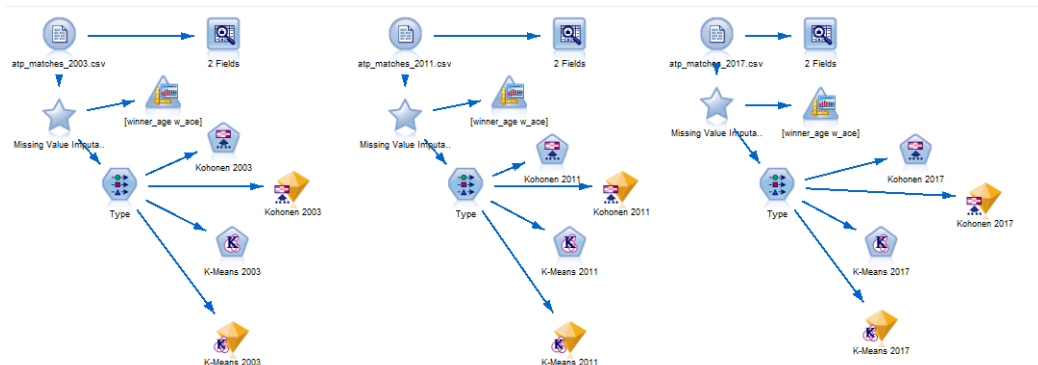 atp_matches_2003.csv
2 Fields
[winner_age w_ace]
Missing Value Imputa..
Kohonen 2003
Type
Kohonen 2003
K-Means 2003
K-Means 2003
atp_matches_2011.csv
2 Fields
[winner_age w_ace]
Missing Value Imputa..
Kohonen 2011
Type
Kohonen 2011
K-Means 2011
K-Means 2011
atp_matches_2017.csv
2 Fields
Missing Value Imputa..
[winner_age w_ace]
Kohonen 2017
Type
Kohonen 2017
K-Means 2017
K-Means 2017